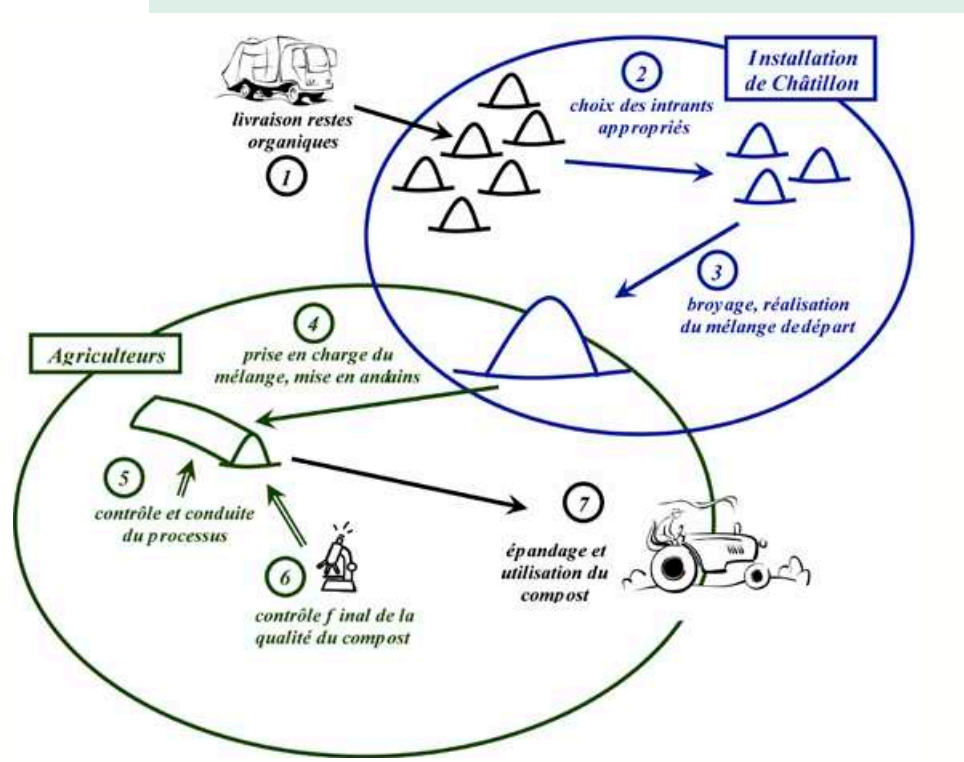 livraison restes
organiques
1
Installation
de Châtillon
2
choix des intrants
appropriés
3
broyage, réalisation
du mélange dedépart
Agriculteurs
4
prise en charge du
mélange, mise en andains
5
contrôle et conduite
du processus
6
contrôle f inal de la
qualité du compost
7
épandage et
utilisation du
compost